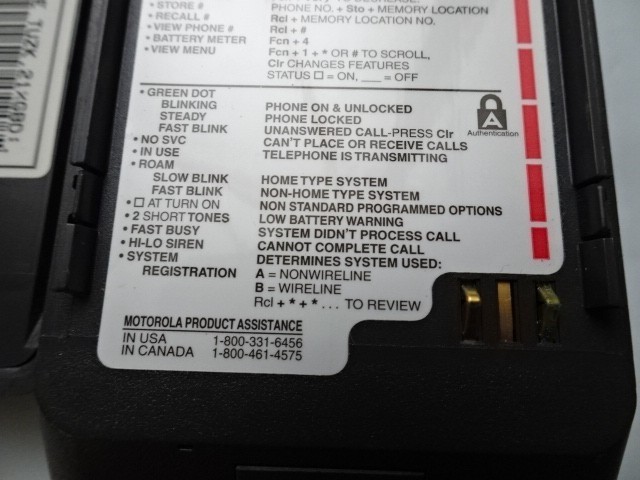 • STORE # PHONE NO. + Sto + MEMORY LOCATION
• RECALL # Rcl + MEMORY LOCATION NO.
• VIEW PHONE # Rcl + #
• BATTERY METER Fcn + 4
• VIEW MENU Fcn + 1 + * OR # TO SCROLL,
Clr CHANGES FEATURES
STATUS □ = ON, ___ = OFF
• GREEN DOT
BLINKING PHONE ON & UNLOCKED
STEADY PHONE LOCKED
FAST BLINK UNANSWERED CALL-PRESS Clr
• NO SVC CAN'T PLACE OR RECEIVE CALLS
• IN USE TELEPHONE IS TRANSMITTING
• ROAM
SLOW BLINK HOME TYPE SYSTEM
FAST BLINK NON-HOME TYPE SYSTEM
• □ AT TURN ON NON STANDARD PROGRAMMED OPTIONS
• 2 SHORT TONES LOW BATTERY WARNING
• FAST BUSY SYSTEM DIDN'T PROCESS CALL
• HI-LO SIREN CANNOT COMPLETE CALL
• SYSTEM DETERMINES SYSTEM USED:
REGISTRATION A = NONWIRELINE
B = WIRELINE
Rcl + * + * . . . TO REVIEW
A
Authentication
MOTOROLA PRODUCT ASSISTANCE
IN USA 1-800-331-6456
IN CANADA 1-800-461-4575